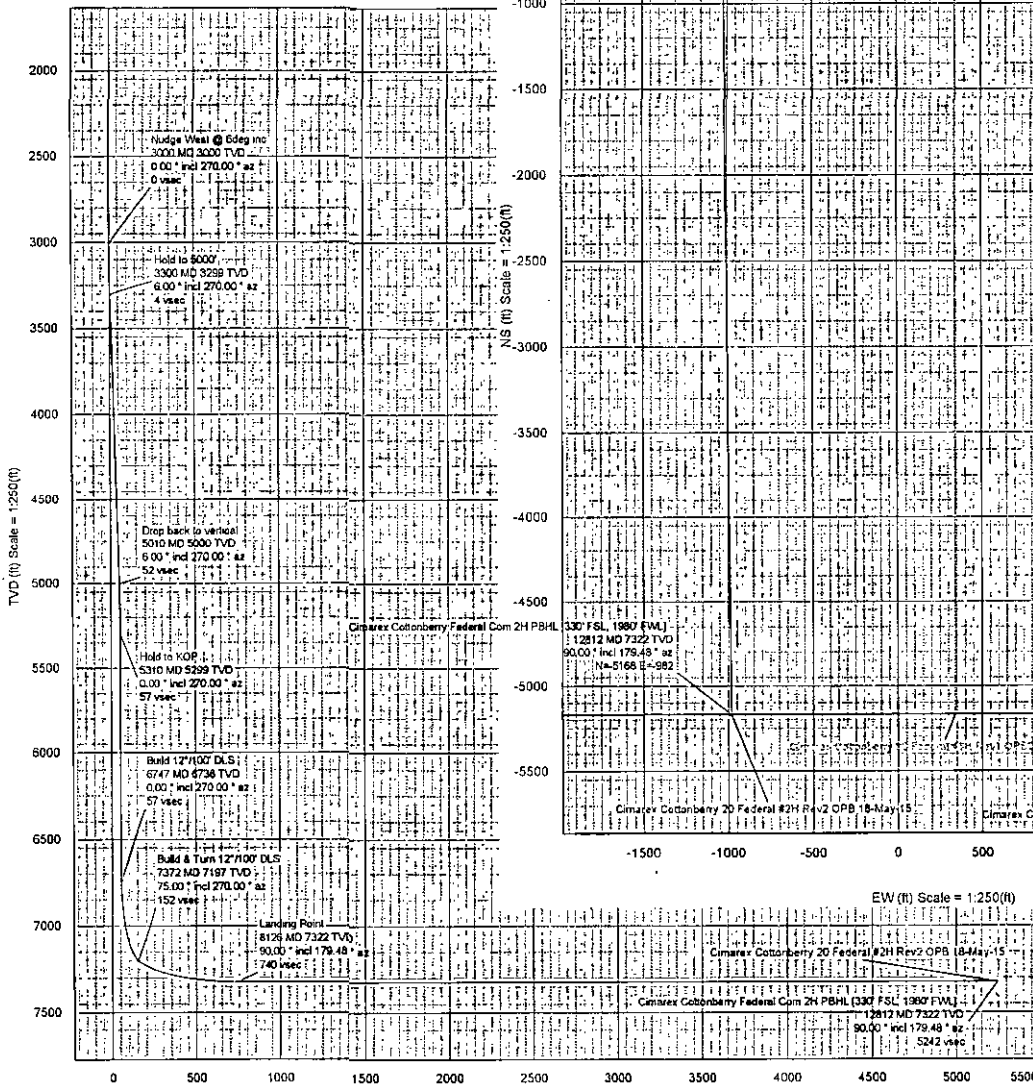 2000
2500
3000
3500
4000
4500
5000
5500
6000
6500
7000
7500
TVD (ft) Scale = 1:250(ft)
Nudge West @ 6deg inc
3000 MD 3000 TVD
0.00 ° incl 270.00 ° az
0 vsec
Hold to 5000'
3300 MD 3299 TVD
6.00 ° incl 270.00 ° az
4 vsec
Drop back to vertical
5010 MD 5000 TVD
6.00 ° incl 270.00 ° az
52 vsec
Hold to KOP
5310 MD 5299 TVD
0.00 ° incl 270.00 ° az
57 vsec
Build 12°/100' DLS
6747 MD 6736 TVD
0.00 ° incl 270.00 ° az
57 vsec
Build & Turn 12°/100' DLS
7372 MD 7197 TVD
75.00 ° incl 270.00 ° az
152 vsec
Landing Point
8126 MD 7322 TVD
90.00 ° incl 179.48 ° az
740 vsec
-1000
-1500
-2000
-2500
-3000
-3500
-4000
-4500
-5000
-5500
NS (ft) Scale = 1:250(ft)
Cimarex Cottonberry Federal Com 2H PBHL [330' FSL, 1980' FWL]
12812 MD 7322 TVD
90.00 ° incl 179.48 ° az
N=-5168 E=-982
Cimarex Cottonberry 20 Federal #2H Rev2 OPB 18-May-15
Cimarex C
-1500 -1000 -500 0 500
EW (ft) Scale = 1:250(ft)
Cimarex Cottonberry 20 Federal #2H Rev2 OPB 18-May-15
Cimarex Cottonberry Federal Com 2H PBHL [330' FSL, 1980' FWL]
12812 MD 7322 TVD
90.00 ° incl 179.48 ° az
5242 vsec
0 500 1000 1500 2000 2500 3000 3500 4000 4500 5000 5500